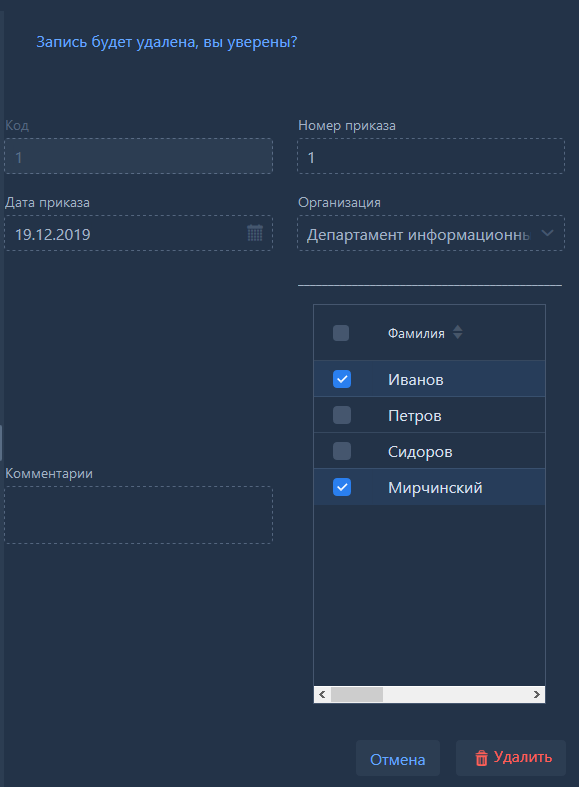 Запись будет удалена, вы уверены?
Код
Номер приказа
1
1
Дата приказа
Организация
19.12.2019
Департамент информационнь
Фамилия
Иванов
Петров
Сидоров
Мирчинский
Комментарии
Отмена
Удалить